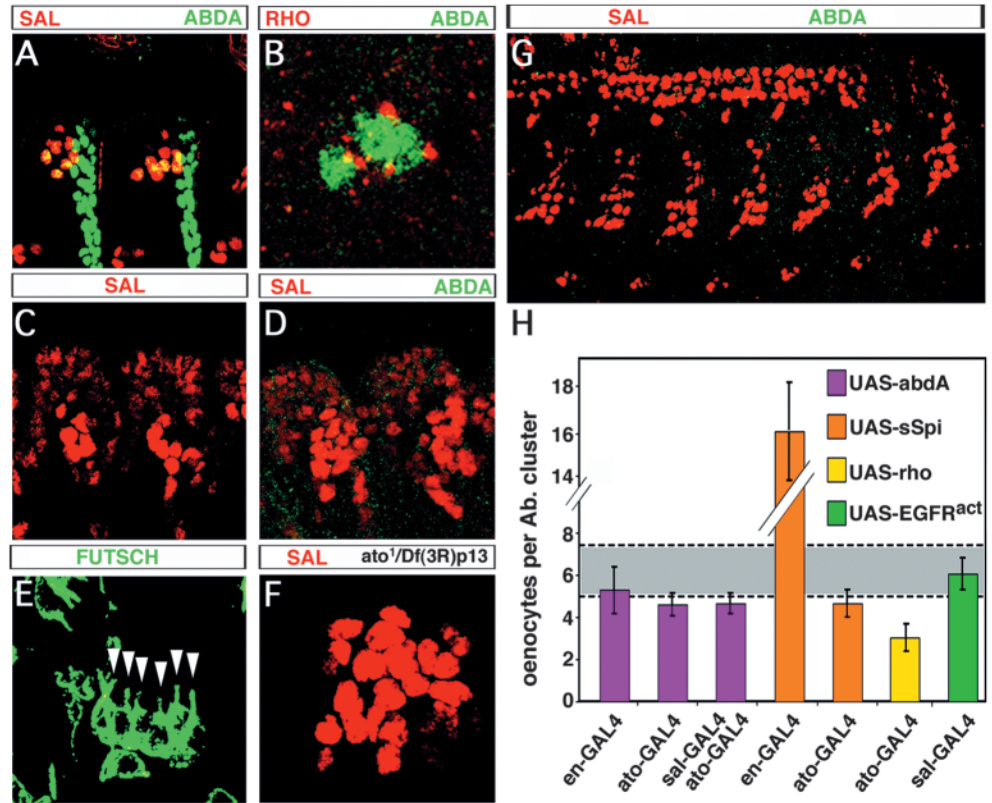 SAL ABDA
A
RHO ABDA
B
SAL ABDA
G
SAL
C
SAL ABDA
D
FUTSCH
E
SAL ato¹/Df(3R)p13
F
H
oenocytes per Ab. cluster
18
16
14
8
6
4
2
0
UAS-abdA
UAS-sSpi
UAS-rho
UAS-EGFRact
en-GAL4
ato-GAL4
sal-GAL4
ato-GAL4
en-GAL4
ato-GAL4
ato-GAL4
sal-GAL4